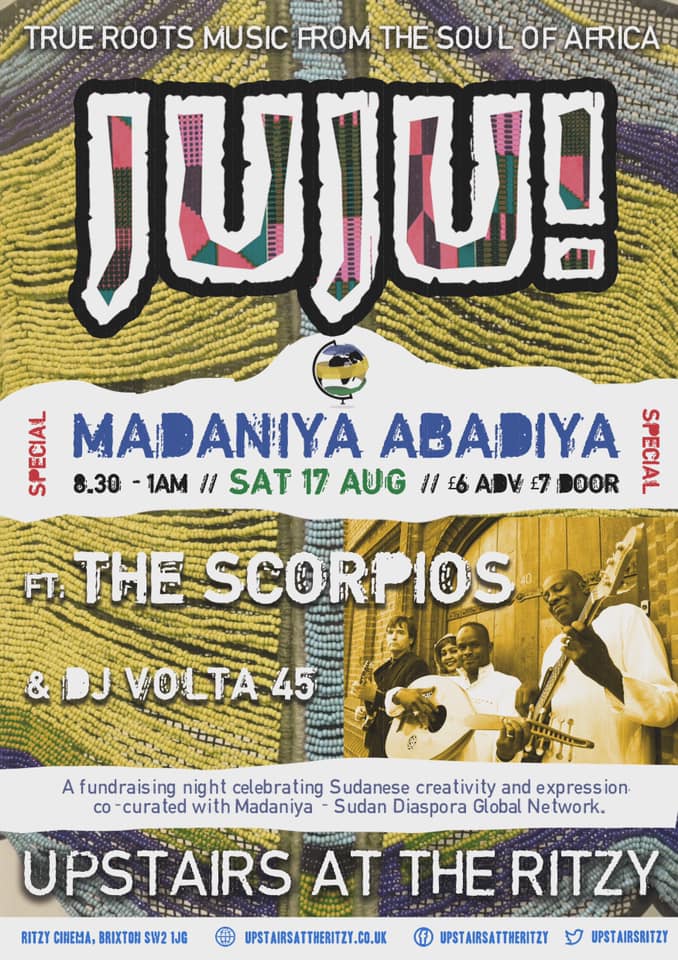 TRUE ROOTS MUSIC FROM THE SOUL OF AFRICA
JUJU!
SPECIAL
MADANIYA ABADIYA
SPECIAL
8.30 - 1AM // SAT 17 AUG // £6 ADV £7 DOOR
FT: THE SCORPIOS
& DJ VOLTA 45
A fundraising night celebrating Sudanese creativity and expression
co-curated with Madaniya - Sudan Diaspora Global Network.
UPSTAIRS AT THE RITZY
RITZY CINEMA, BRIXTON SW2 1JG UPSTAIRSATTHERITZY.CO.UK UPSTAIRSATTHERITZY UPSTAIRSRITZY